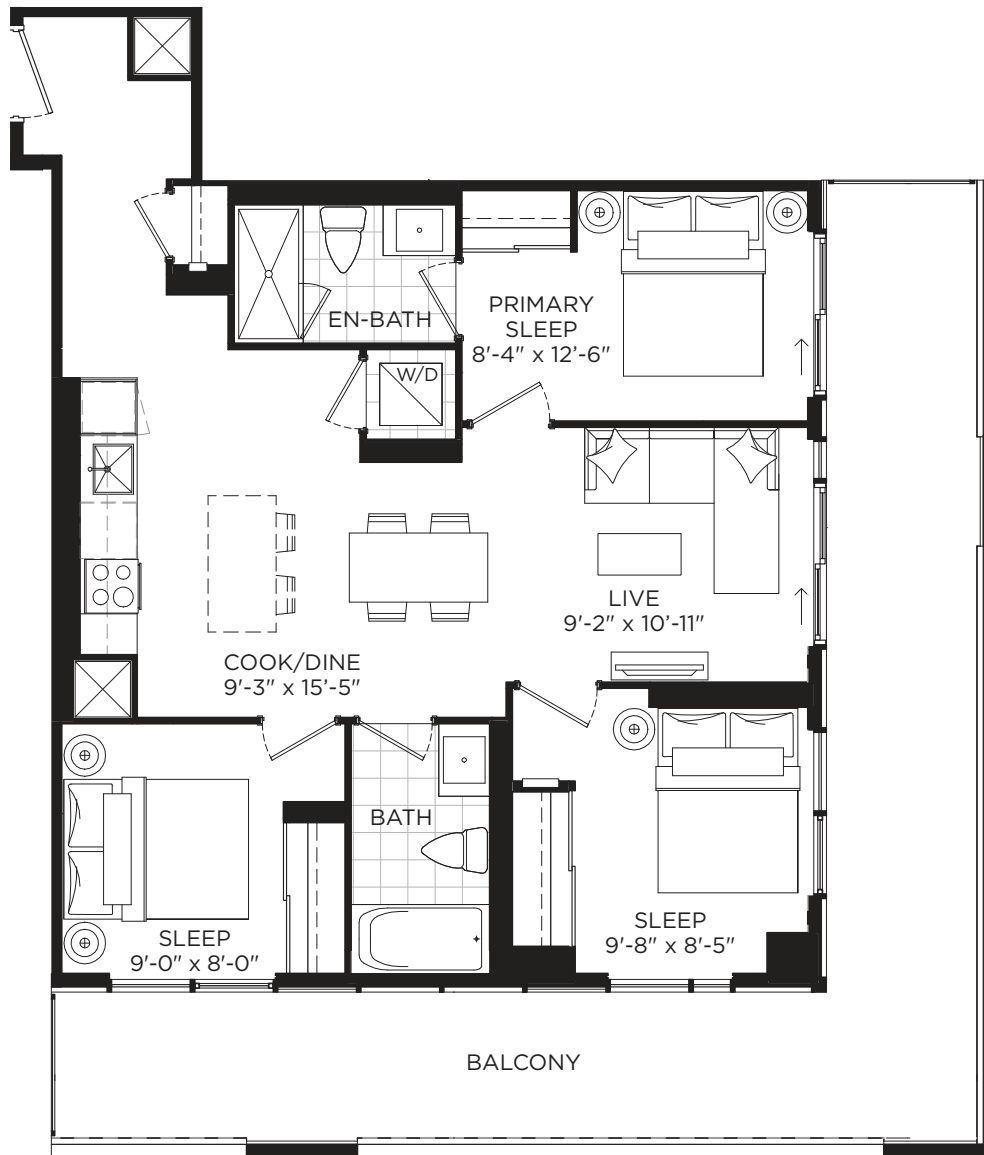 EN-BATH
PRIMARY
SLEEP
8'-4" x 12'-6"
W/D
LIVE
9'-2" x 10'-11"
COOK/DINE
9'-3" x 15'-5"
BATH
SLEEP
9'-0" x 8'-0"
SLEEP
9'-8" x 8'-5"
BALCONY